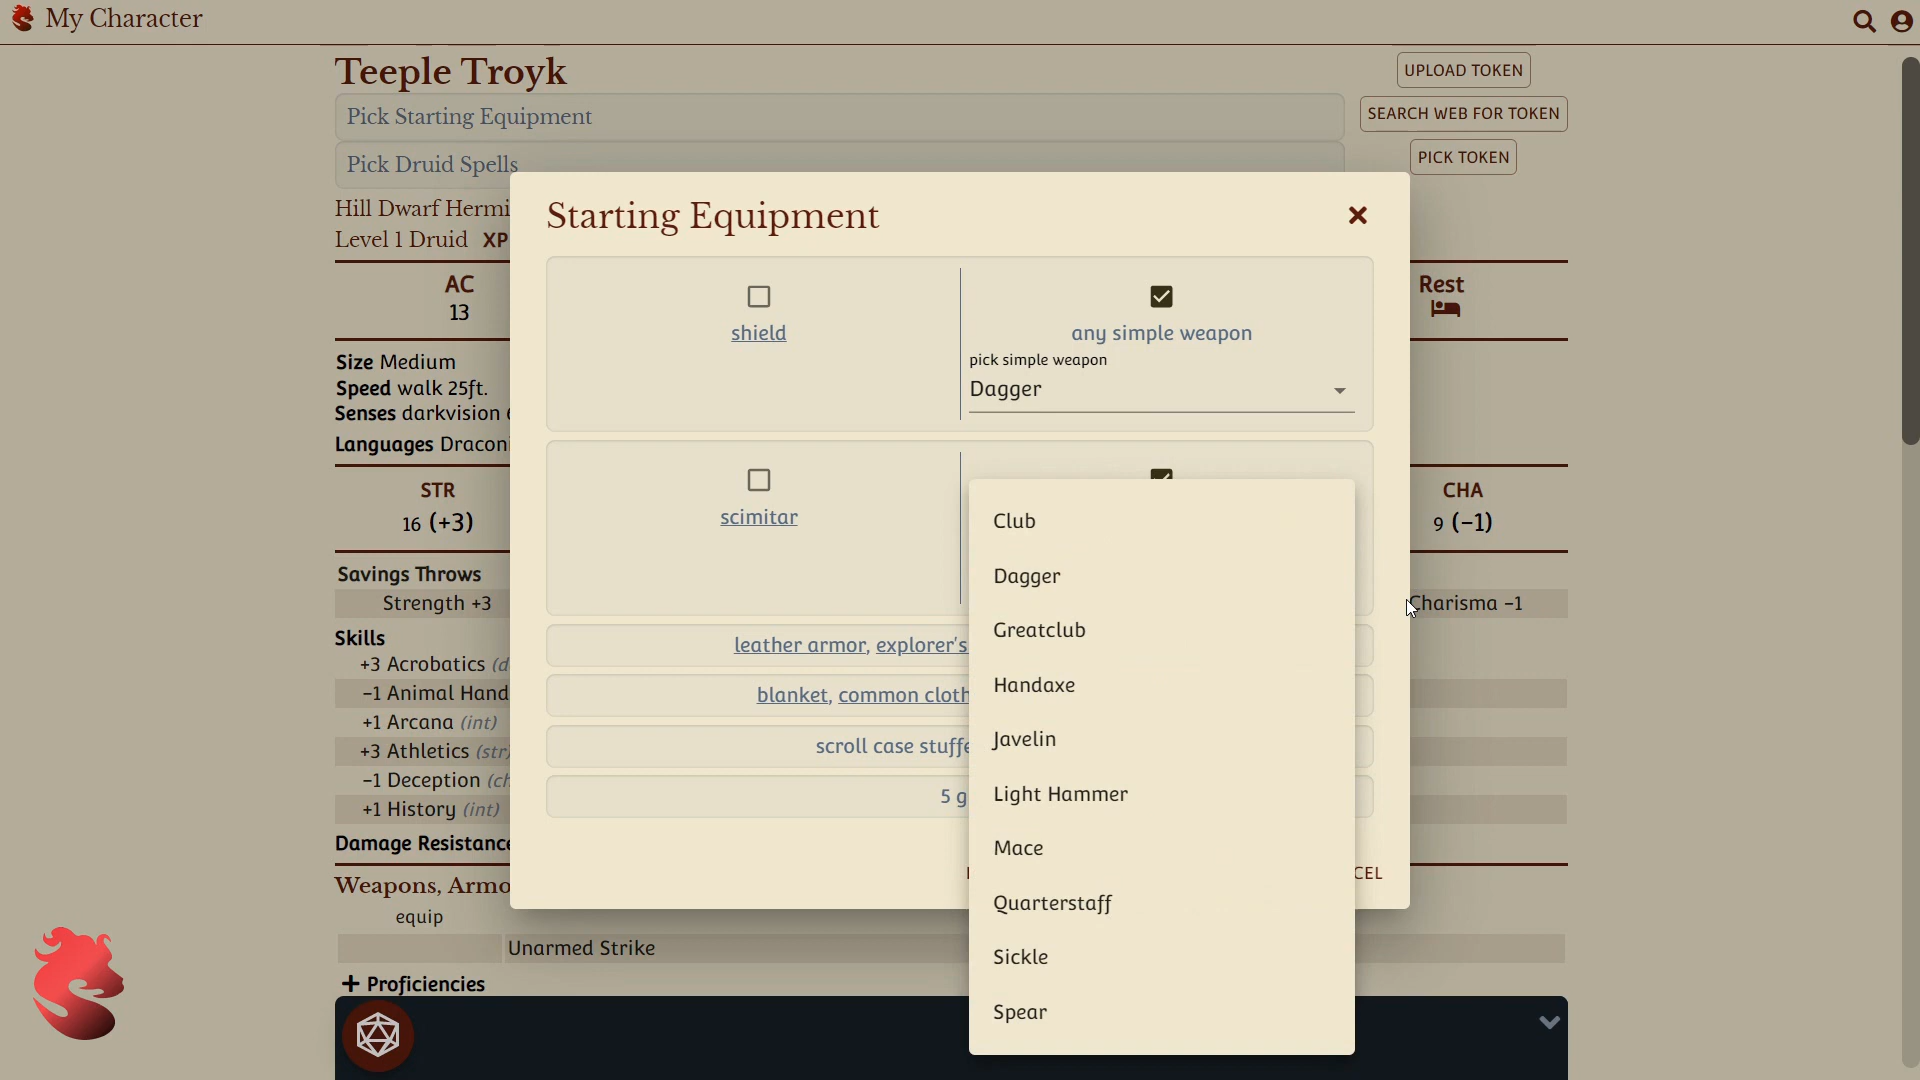 My Character
Teeple Troyk
UPLOAD TOKEN
Pick Starting Equipment
SEARCH WEB FOR TOKEN
Pick Druid Spells
PICK TOKEN
Hill Dwarf Hermi
Level 1 Druid XP
AC
13
Rest
Size Medium
Speed walk 25ft.
Senses darkvision
Languages Draconi
STR
16 (+3)
CHA
9 (−1)
Savings Throws
Strength +3
Charisma −1
Skills
+3 Acrobatics (d
−1 Animal Hand
+1 Arcana (int)
+3 Athletics (str)
−1 Deception (ch
+1 History (int)
Damage Resistance
Weapons, Armo
equip
Unarmed Strike
+ Proficiencies
Starting Equipment
shield
any simple weapon
pick simple weapon
Dagger
scimitar
leather armor, explorer's
blanket, common cloth
scroll case stuffe
5 g
CEL
Club
Dagger
Greatclub
Handaxe
Javelin
Light Hammer
Mace
Quarterstaff
Sickle
Spear